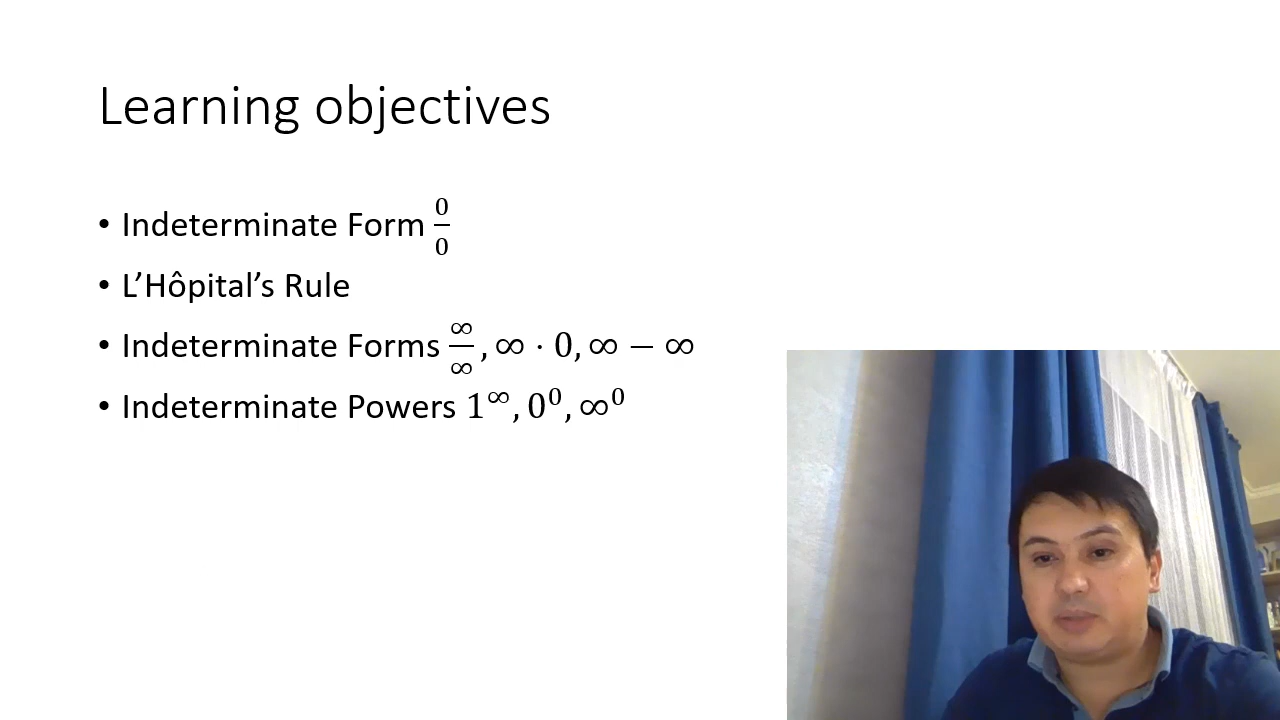 Learning objectives
• Indeterminate Form 0/0
• L’Hôpital’s Rule
• Indeterminate Forms ∞/∞, ∞ · 0, ∞ − ∞
• Indeterminate Powers 1^∞, 0^0, ∞^0